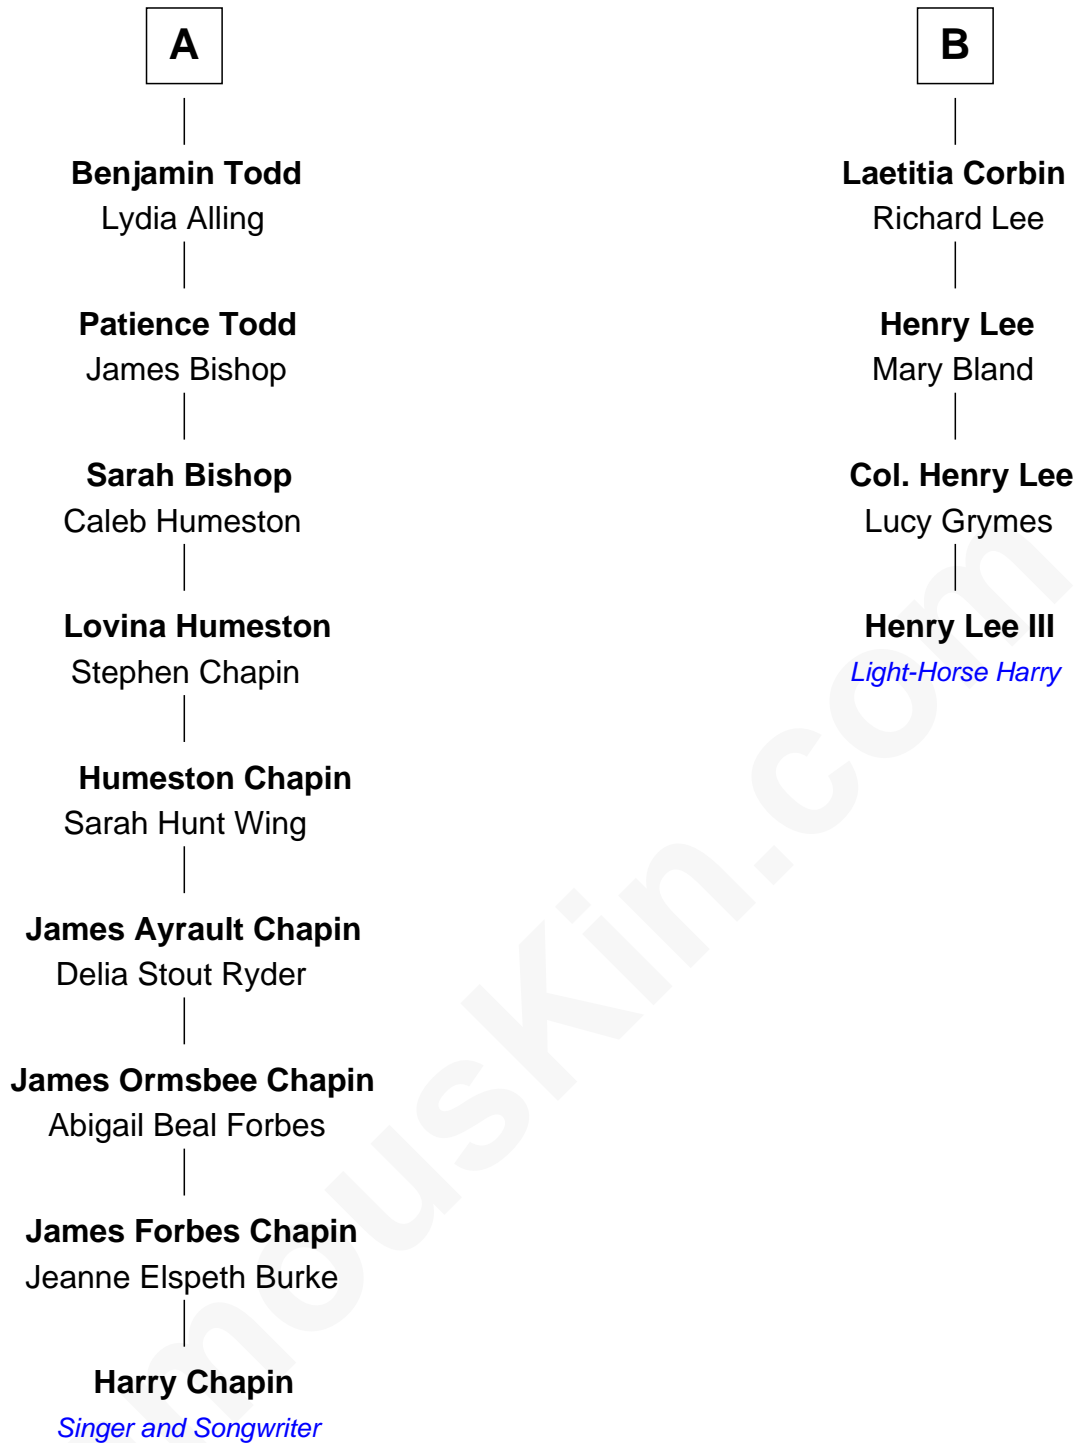 A
Benjamin Todd
Lydia Alling
Patience Todd
James Bishop
Sarah Bishop
Caleb Humeston
Lovina Humeston
Stephen Chapin
Humeston Chapin
Sarah Hunt Wing
James Ayrault Chapin
Delia Stout Ryder
James Ormsbee Chapin
Abigail Beal Forbes
James Forbes Chapin
Jeanne Elspeth Burke
Harry Chapin
Singer and Songwriter
B
Laetitia Corbin
Richard Lee
Henry Lee
Mary Bland
Col. Henry Lee
Lucy Grymes
Henry Lee III
Light-Horse Harry
mouskin.com